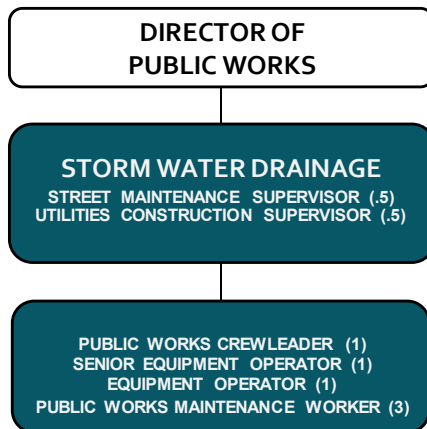 DIRECTOR OF
PUBLIC WORKS
STORM WATER DRAINAGE
STREET MAINTENANCE SUPERVISOR (.5)
UTILITIES CONSTRUCTION SUPERVISOR (.5)
PUBLIC WORKS CREWLEADER (1)
SENIOR EQUIPMENT OPERATOR (1)
EQUIPMENT OPERATOR (1)
PUBLIC WORKS MAINTENANCE WORKER (3)